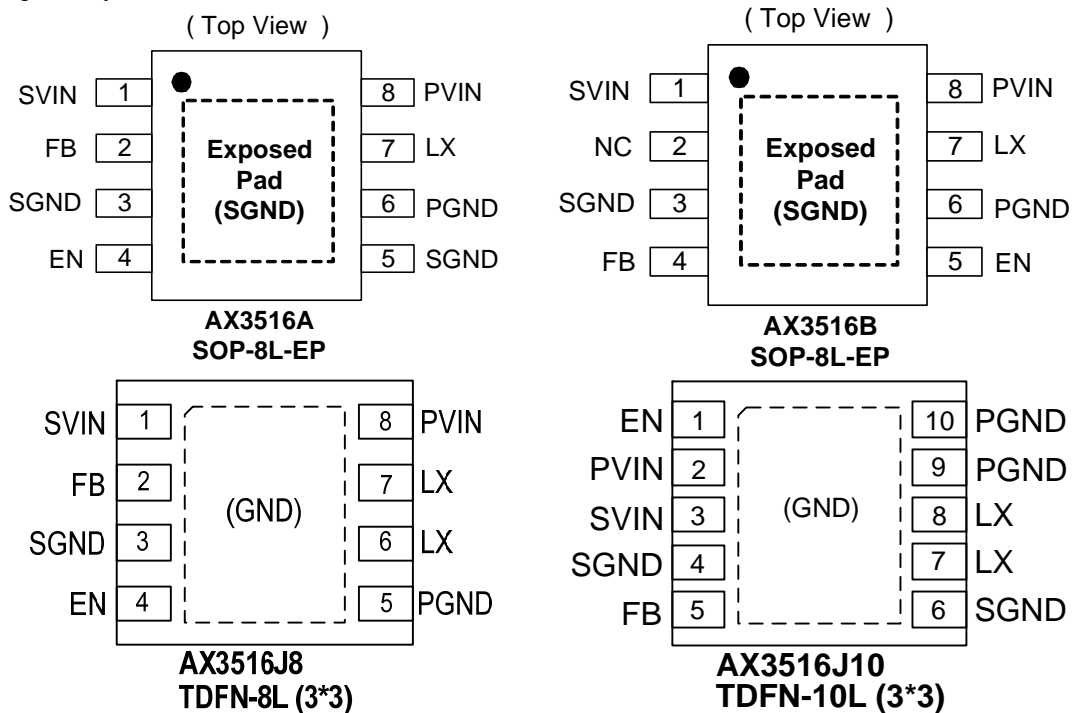 ( Top View )
SVIN 1 8 PVIN
FB 2 7 LX
SGND 3 6 PGND
EN 4 5 SGND
Exposed
Pad
(SGND)
AX3516A
SOP-8L-EP
( Top View )
SVIN 1 8 PVIN
NC 2 7 LX
SGND 3 6 PGND
FB 4 5 EN
Exposed
Pad
(SGND)
AX3516B
SOP-8L-EP
SVIN 1 8 PVIN
FB 2 7 LX
SGND 3 6 LX
EN 4 5 PGND
(GND)
AX3516J8
TDFN-8L (3*3)
EN 1 10 PGND
PVIN 2 9 PGND
SVIN 3 8 LX
SGND 4 7 LX
FB 5 6 SGND
(GND)
AX3516J10
TDFN-10L (3*3)